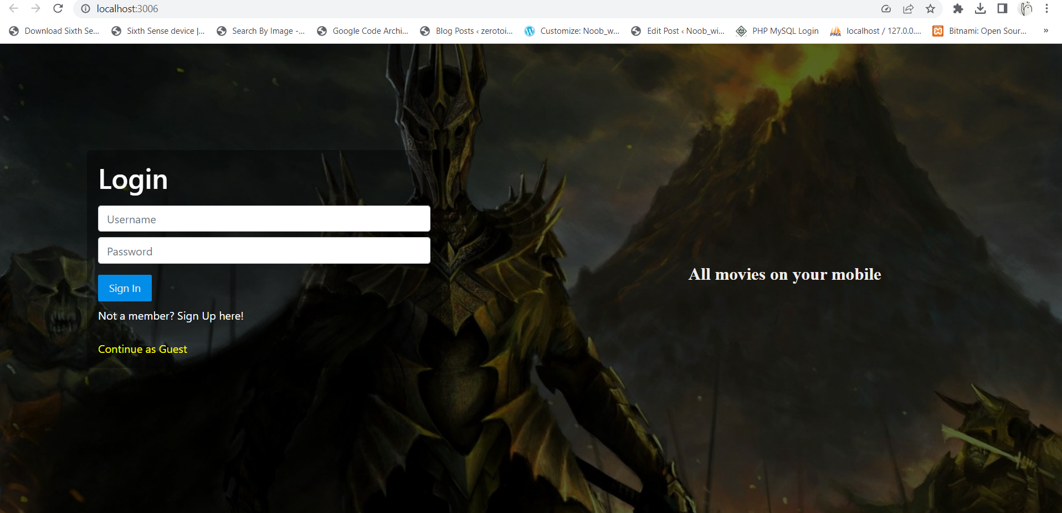 localhost:3006
Download Sixth Se... Sixth Sense device |... Search By Image -... Google Code Archi... Blog Posts ‹ zerotoi... Customize: Noob_w... Edit Post ‹ Noob_wi... PHP MySQL Login localhost / 127.0.0.... Bitnami: Open Sour... »
Login
Username
Password
All movies on your mobile
Sign In
Not a member? Sign Up here!
Continue as Guest